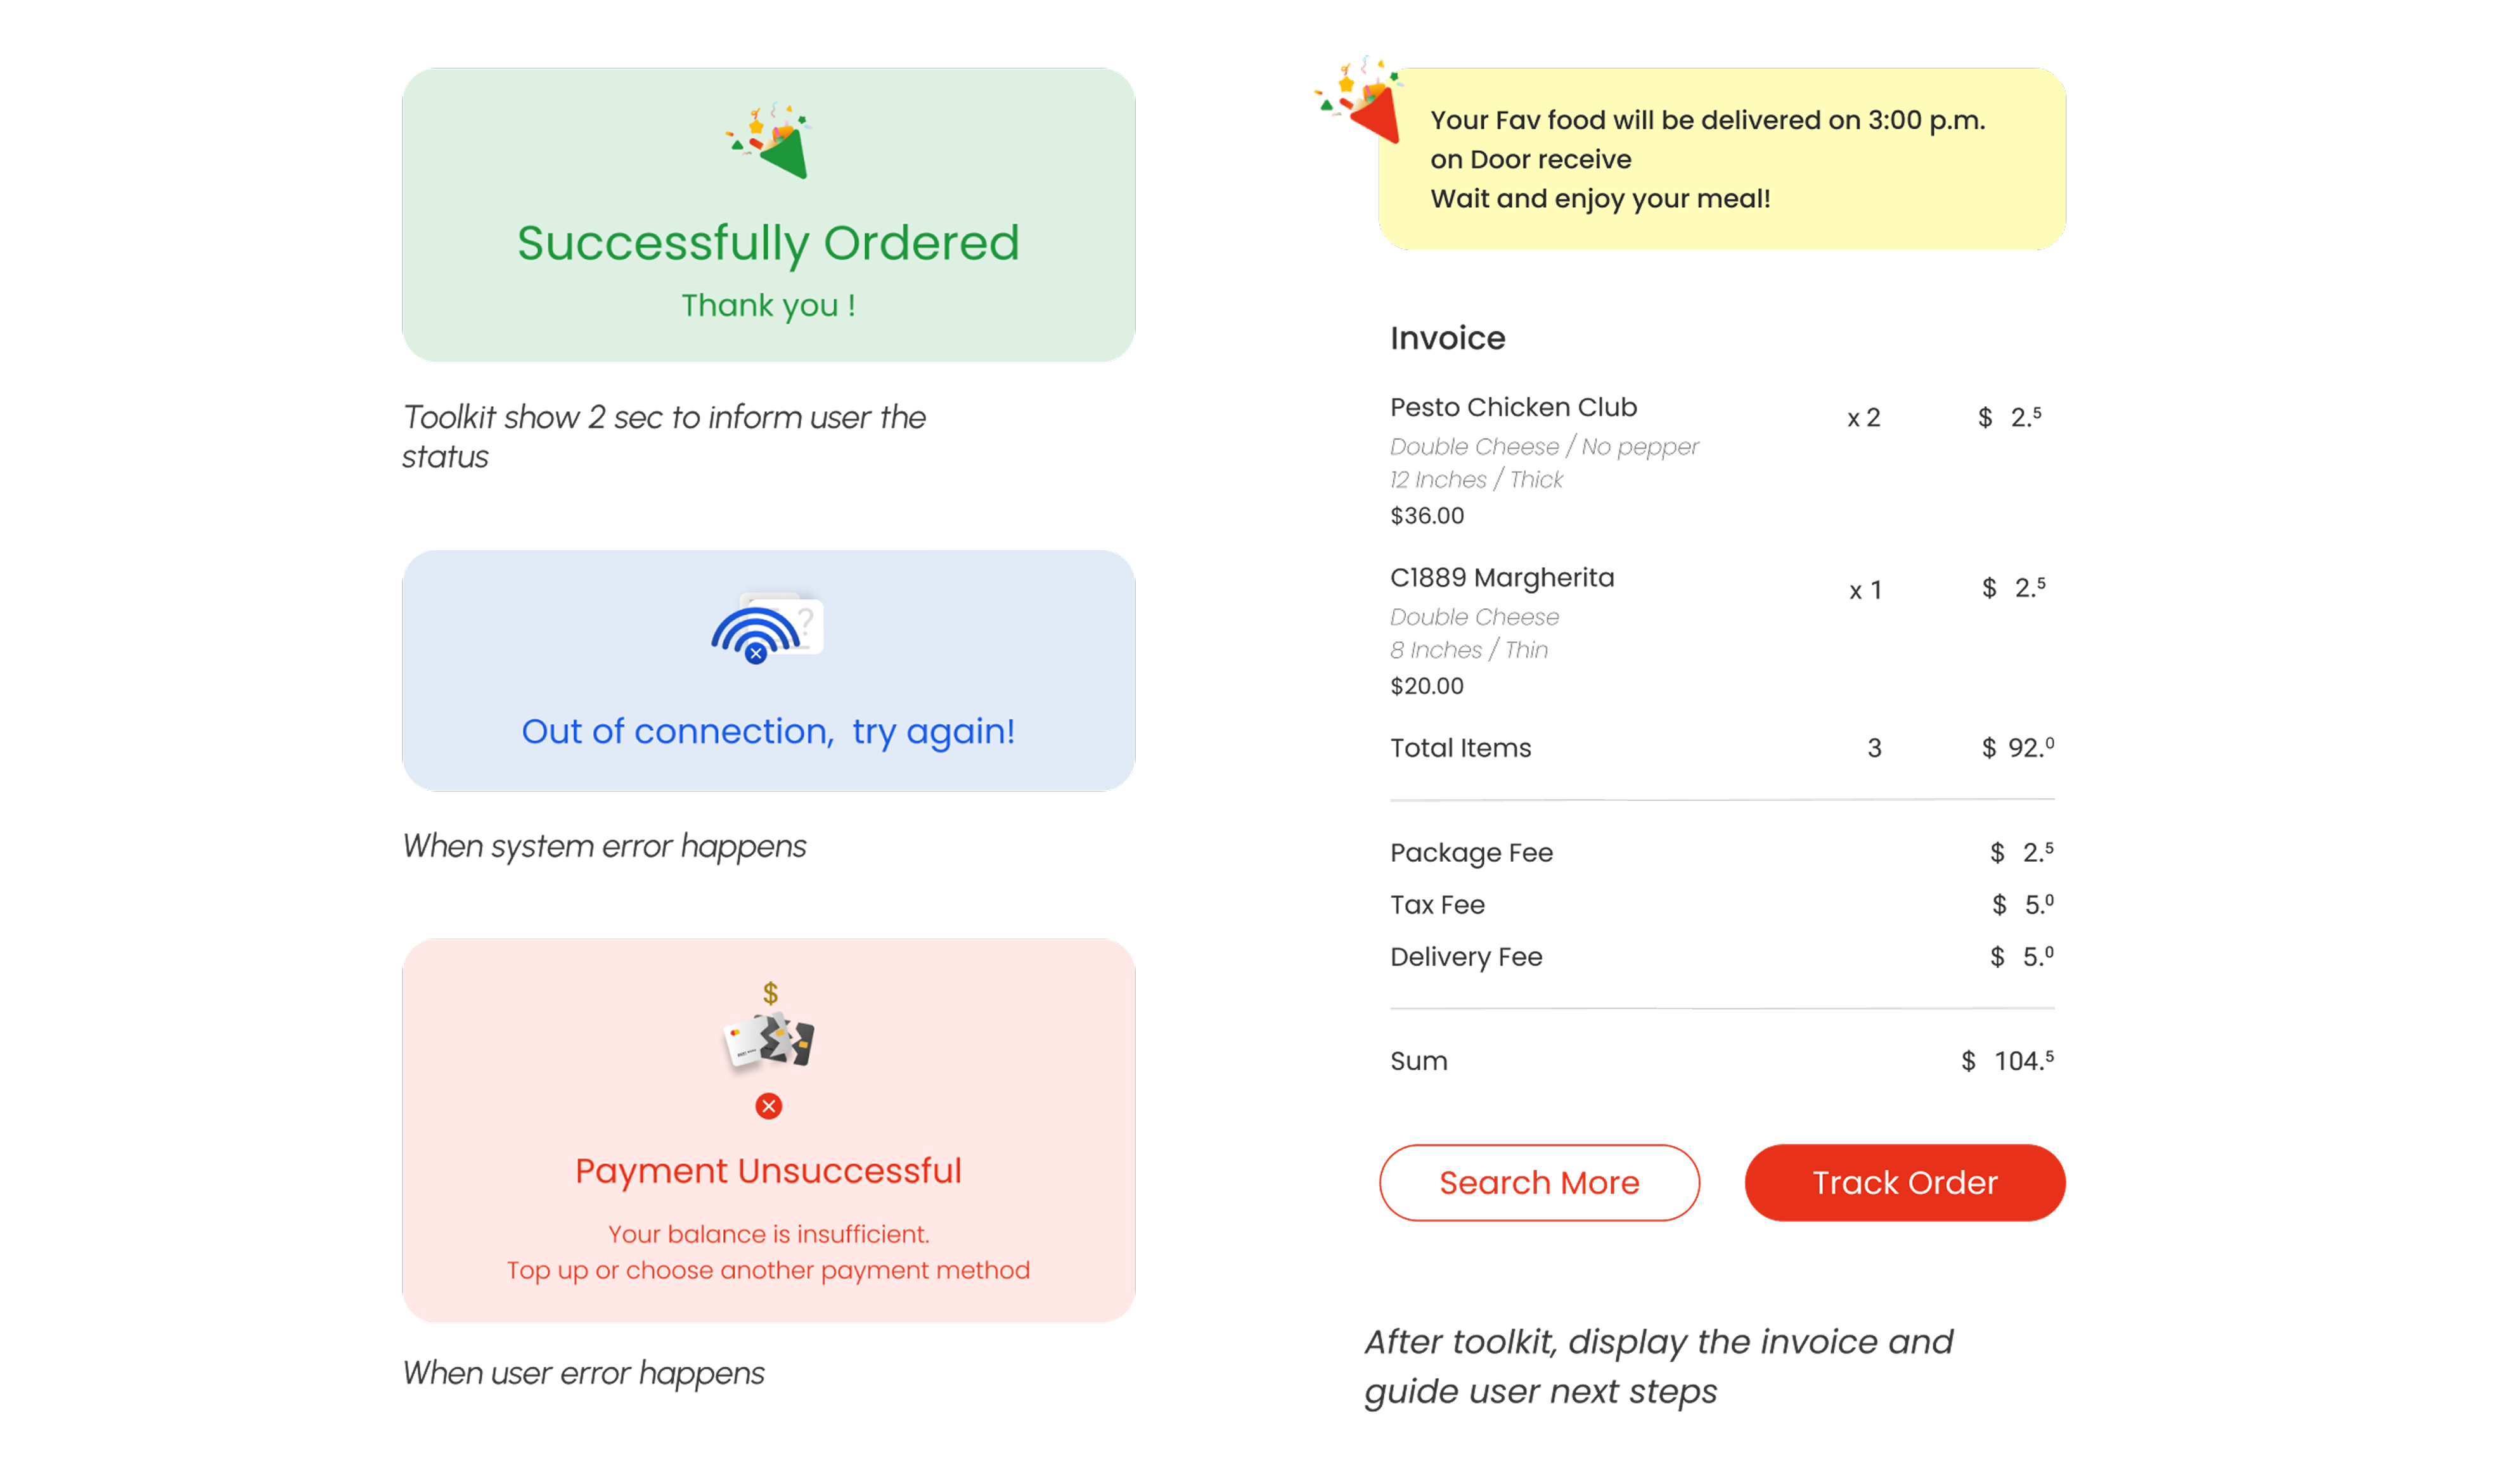 Successfully Ordered
Thank you !
Toolkit show 2 sec to inform user the
status
?
Out of connection,  try again!
When system error happens
$
Payment Unsuccessful
Your balance is insufficient.
Top up or choose another payment method
When user error happens
Your Fav food will be delivered on 3:00 p.m.
on Door receive
Wait and enjoy your meal!
Invoice
Pesto Chicken Club x 2 $ 2.⁵
Double Cheese / No pepper
12 Inches / Thick
$36.00
C1889 Margherita x 1 $ 2.⁵
Double Cheese
8 Inches / Thin
$20.00
Total Items 3 $ 92.⁰
Package Fee $ 2.⁵
Tax Fee $ 5.⁰
Delivery Fee $ 5.⁰
Sum $ 104.⁵
Search More Track Order
After toolkit, display the invoice and
guide user next steps